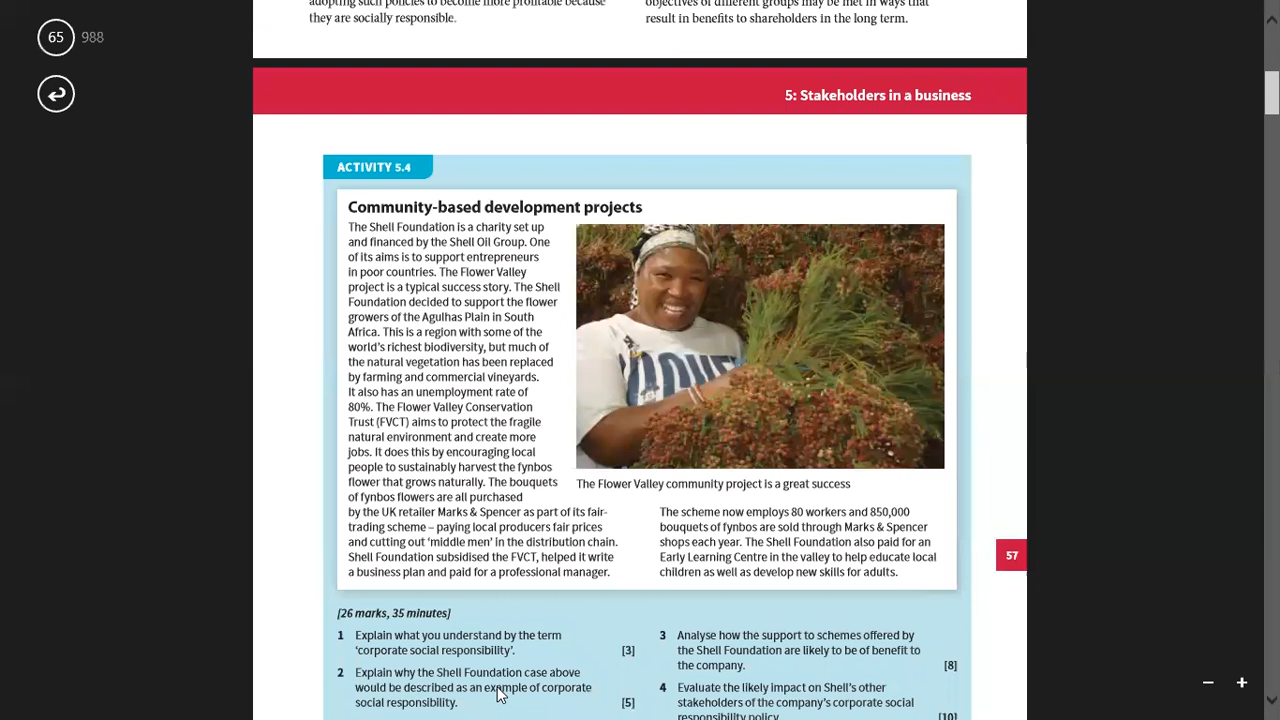 65 988
adopting such policies to become more profitable because
they are socially responsible.
objectives of different groups may be met in ways that
result in benefits to shareholders in the long term.
5: Stakeholders in a business
ACTIVITY 5.4
Community-based development projects
The Shell Foundation is a charity set up
and financed by the Shell Oil Group. One
of its aims is to support entrepreneurs
in poor countries. The Flower Valley
project is a typical success story. The Shell
Foundation decided to support the flower
growers of the Agulhas Plain in South
Africa. This is a region with some of the
world's richest biodiversity, but much of
the natural vegetation has been replaced
by farming and commercial vineyards.
It also has an unemployment rate of
80%. The Flower Valley Conservation
Trust (FVCT) aims to protect the fragile
natural environment and create more
jobs. It does this by encouraging local
people to sustainably harvest the fynbos
flower that grows naturally. The bouquets
of fynbos flowers are all purchased
by the UK retailer Marks & Spencer as part of its fair-
trading scheme – paying local producers fair prices
and cutting out 'middle men' in the distribution chain.
Shell Foundation subsidised the FVCT, helped it write
a business plan and paid for a professional manager.
The Flower Valley community project is a great success
The scheme now employs 80 workers and 850,000
bouquets of fynbos are sold through Marks & Spencer
shops each year. The Shell Foundation also paid for an
Early Learning Centre in the valley to help educate local
children as well as develop new skills for adults.
57
[26 marks, 35 minutes]
1 Explain what you understand by the term
'corporate social responsibility'. [3]
2 Explain why the Shell Foundation case above
would be described as an example of corporate
social responsibility. [5]
3 Analyse how the support to schemes offered by
the Shell Foundation are likely to be of benefit to
the company. [8]
4 Evaluate the likely impact on Shell's other
stakeholders of the company's corporate social
responsibility policy. [10]